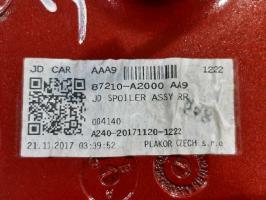 JD CAR AAA9 1222
87210-A2000 AA9
JD SPOILER ASSY RR
004140
A240-20171120-1222
21.11.2017 03:39:52 PLAKOR CZECH s.r.o